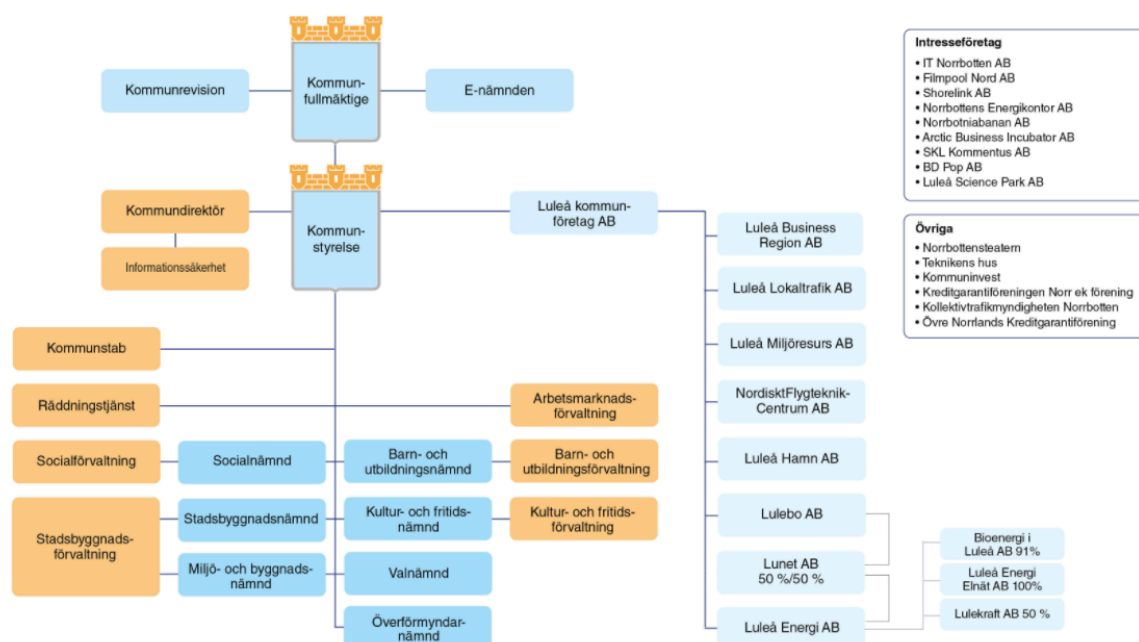 Kommunrevision
Kommun-
fullmäktige
E-nämnden
Kommundirektör
Informationssäkerhet
Kommun-
styrelse
Luleå kommun-
företag AB
Kommunstab
Räddningstjänst
Arbetsmarknads-
förvaltning
Socialförvaltning
Socialnämnd
Barn- och
utbildningsnämnd
Barn- och
utbildningsförvaltning
Stadsbyggnads-
förvaltning
Stadsbyggnadsnämnd
Kultur- och fritids-
nämnd
Kultur- och fritids-
förvaltning
Miljö- och byggnads-
nämnd
Valnämnd
Överförmyndar-
nämnd
Luleå Business
Region AB
Luleå Lokaltrafik AB
Luleå Miljöresurs AB
NordisktFlygteknik-
Centrum AB
Luleå Hamn AB
Lulebo AB
Lunet AB
50 %/50 %
Luleå Energi AB
Bioenergi i
Luleå AB 91%
Luleå Energi
Elnät AB 100%
Lulekraft AB 50 %
Intresseföretag
• IT Norrbotten AB
• Filmpool Nord AB
• Shorelink AB
• Norrbottens Energikontor AB
• Norrbotniabanan AB
• Arctic Business Incubator AB
• SKL Kommentus AB
• BD Pop AB
• Luleå Science Park AB
Övriga
• Norrbottensteatern
• Teknikens hus
• Kommuninvest
• Kreditgarantiföreningen Norr ek förening
• Kollektivtrafikmyndigheten Norrbotten
• Övre Norrlands Kreditgarantiförening